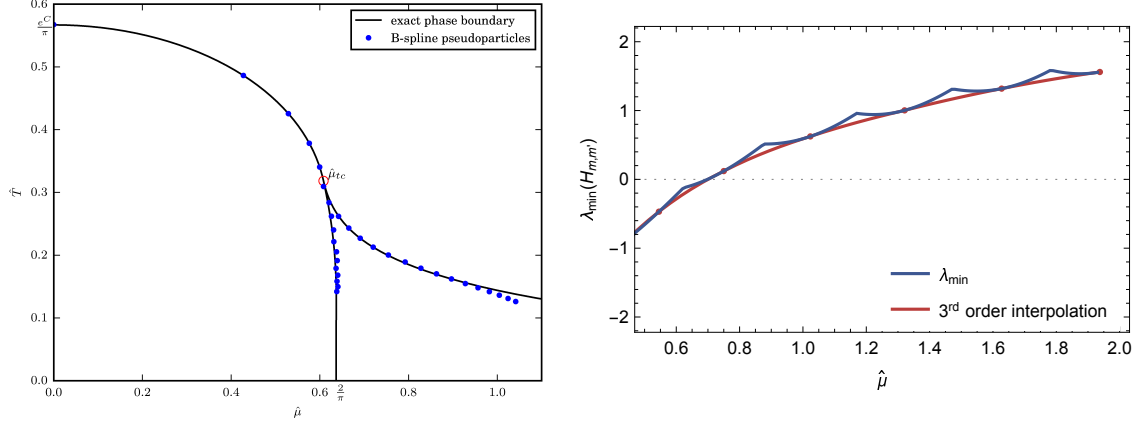 0.6
e^C/π
0.5
0.4
0.3
0.2
0.1
0.0
T̂
0.0 0.2 0.4 0.6 2/π 0.8 1.0
μ̂
exact phase boundary
B-spline pseudoparticles
μ̂_tc
2
1
0
−1
−2
λ_min(H_m,m')
0.6 0.8 1.0 1.2 1.4 1.6 1.8 2.0
μ̂
λ_min
3rd order interpolation